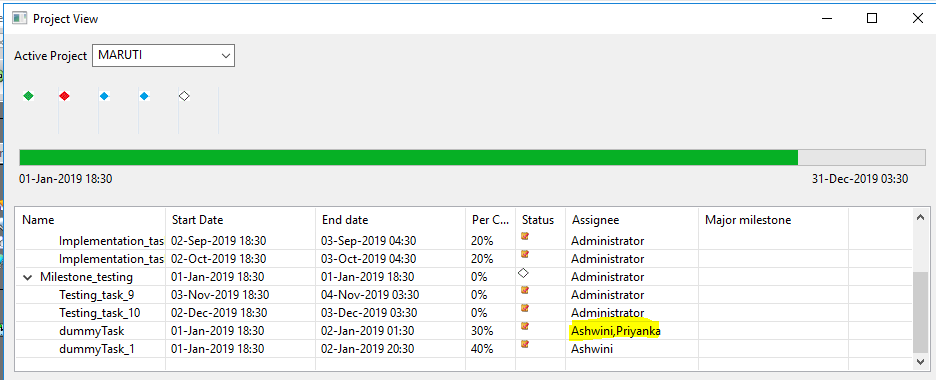 Project View
Active Project MARUTI
01-Jan-2019 18:30 31-Dec-2019 03:30
Name Start Date End date Per C... Status Assignee Major milestone
Implementation_tas 02-Sep-2019 18:30 03-Sep-2019 04:30 20% Administrator
Implementation_tas 02-Oct-2019 18:30 03-Oct-2019 04:30 20% Administrator
Milestone_testing 01-Jan-2019 18:30 01-Jan-2019 18:30 0% Administrator
Testing_task_9 03-Nov-2019 18:30 04-Nov-2019 03:30 0% Administrator
Testing_task_10 02-Dec-2019 18:30 03-Dec-2019 03:30 0% Administrator
dummyTask 01-Jan-2019 18:30 02-Jan-2019 01:30 30% Ashwini,Priyanka
dummyTask_1 01-Jan-2019 18:30 02-Jan-2019 20:30 40% Ashwini